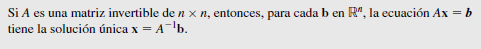 Si A es una matriz invertible de n × n, entonces, para cada b en ℝⁿ, la ecuación Ax = b
tiene la solución única x = A⁻¹b.